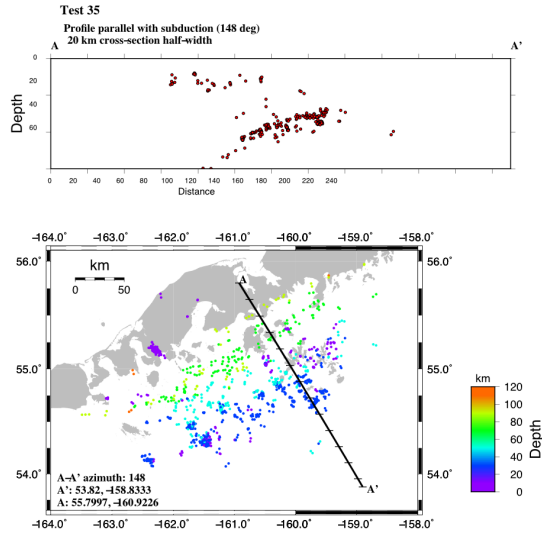 Test 35
Profile parallel with subduction (148 deg)
20 km cross-section half-width
A A’
0
20
40
60
Depth
0 20 40 60 80 100 120 140 160 180 200 220 240
Distance
−164.0˚ −163.0˚ −162.0˚ −161.0˚ −160.0˚ −159.0˚ −158.0˚
56.0˚ 56.0˚
km
0 50
A
55.0˚ 55.0˚
km
120
100
80
60
40
20
0
Depth
54.0˚ 54.0˚
A−A’ azimuth: 148
A’: 53.82, −158.8333
A: 55.7997, −160.9226
A’
−164.0˚ −163.0˚ −162.0˚ −161.0˚ −160.0˚ −159.0˚ −158.0˚